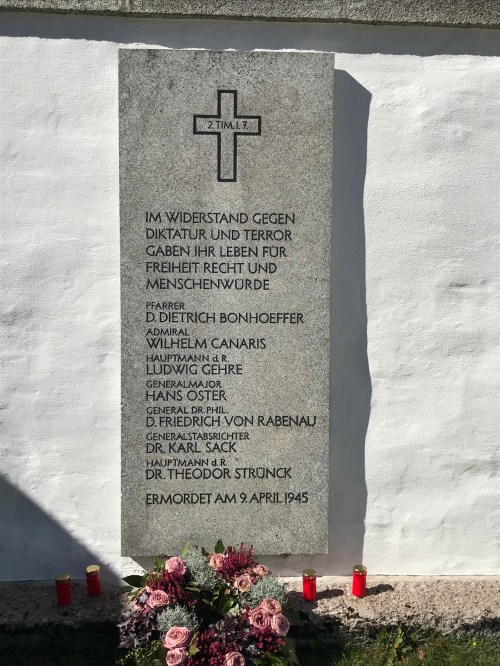 2. TIM. 1. 7.
IM WIDERSTAND GEGEN
DIKTATUR UND TERROR
GABEN IHR LEBEN FÜR
FREIHEIT RECHT UND
MENSCHENWÜRDE
PFARRER
D. DIETRICH BONHOEFFER
ADMIRAL
WILHELM CANARIS
HAUPTMANN d. R.
LUDWIG GEHRE
GENERALMAJOR
HANS OSTER
GENERAL DR. PHIL.
D. FRIEDRICH VON RABENAU
GENERALSTABSRICHTER
DR. KARL SACK
HAUPTMANN d. R.
DR. THEODOR STRÜNCK
ERMORDET AM 9. APRIL 1945